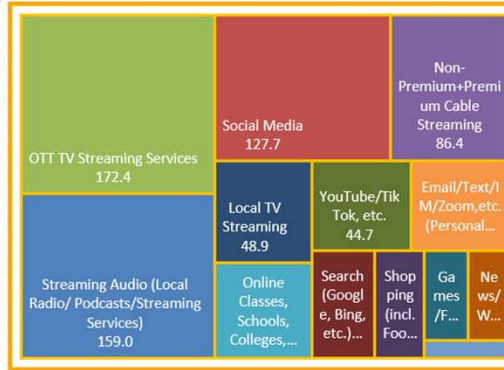 OTT TV Streaming Services
172.4
Streaming Audio (Local
Radio/ Podcasts/Streaming
Services)
159.0
Social Media
127.7
Non-
Premium+Premi
um Cable
Streaming
86.4
Local TV
Streaming
48.9
YouTube/Tik
Tok, etc.
44.7
Email/Text/I
M/Zoom,etc.
(Personal...
Online
Classes,
Schools,
Colleges,...
Search
(Googl
e, Bing,
etc.)...
Shop
ping
(incl.
Foo...
Ga
mes
/F...
Ne
ws/
W...